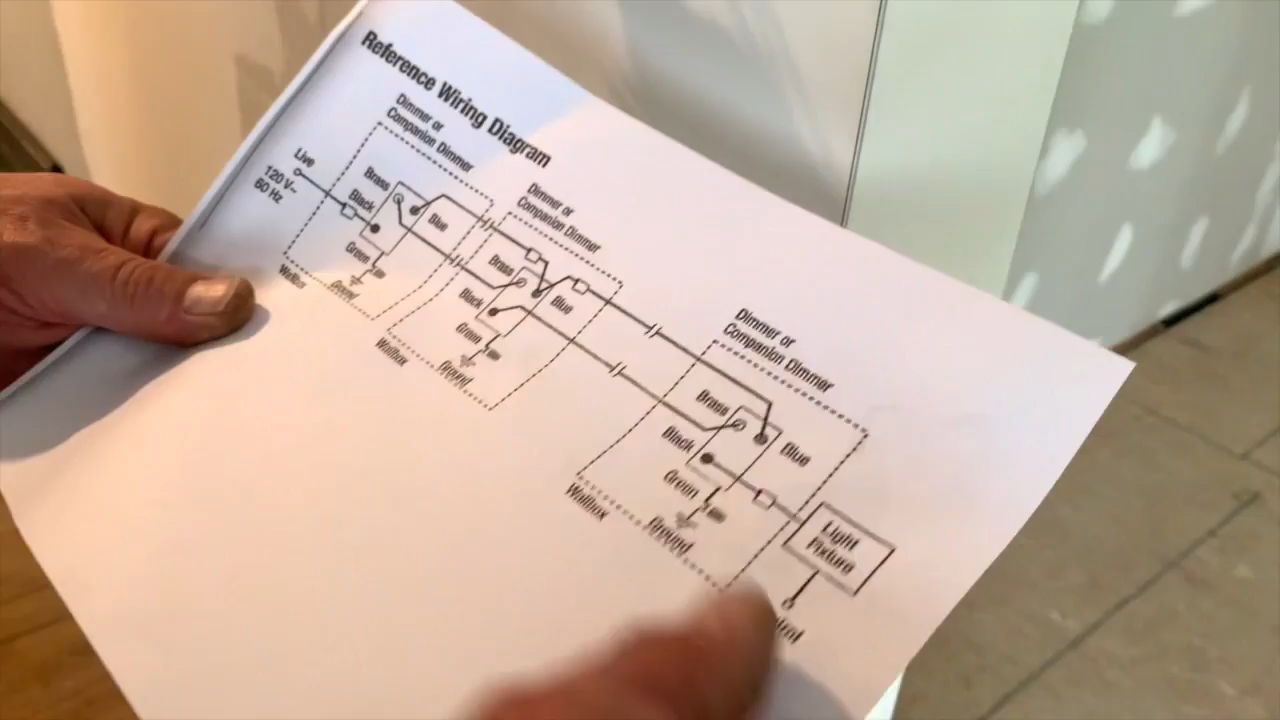 Reference Wiring Diagram
Dimmer or
Companion Dimmer
Live
120 V~
60 Hz
Brass
Black
Blue
Green
Ground
Wallbox
Dimmer or
Companion Dimmer
Brass
Black
Blue
Green
Ground
Wallbox
Dimmer or
Companion Dimmer
Brass
Black
Blue
Green
Ground
Wallbox
Light
Fixture